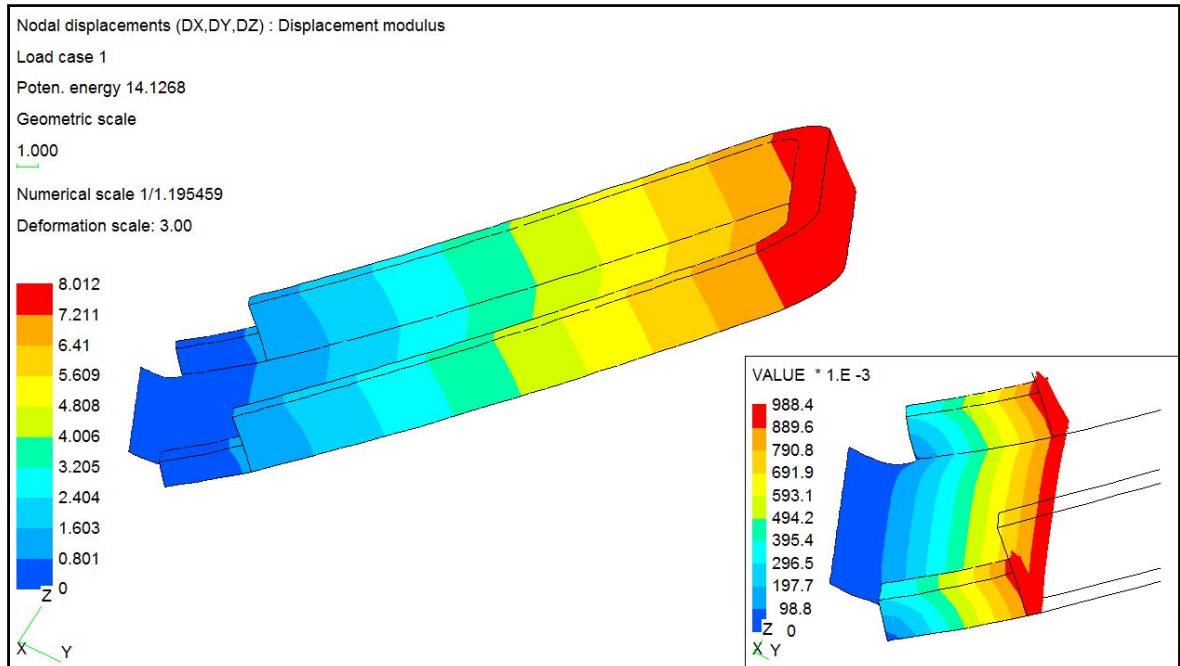 Nodal displacements (DX,DY,DZ) : Displacement modulus
Load case 1
Poten. energy 14.1268
Geometric scale
1.000
Numerical scale 1/1.195459
Deformation scale: 3.00
8.012
7.211
6.41
5.609
4.808
4.006
3.205
2.404
1.603
0.801
0
Z
X
Y
VALUE * 1.E -3
988.4
889.6
790.8
691.9
593.1
494.2
395.4
296.5
197.7
98.8
Z 0
X Y